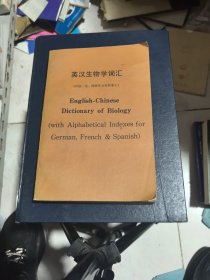 英汉生物学词汇
English-Chinese
Dictionary of Biology
(with Alphabetical Indexes for
German, French & Spanish)